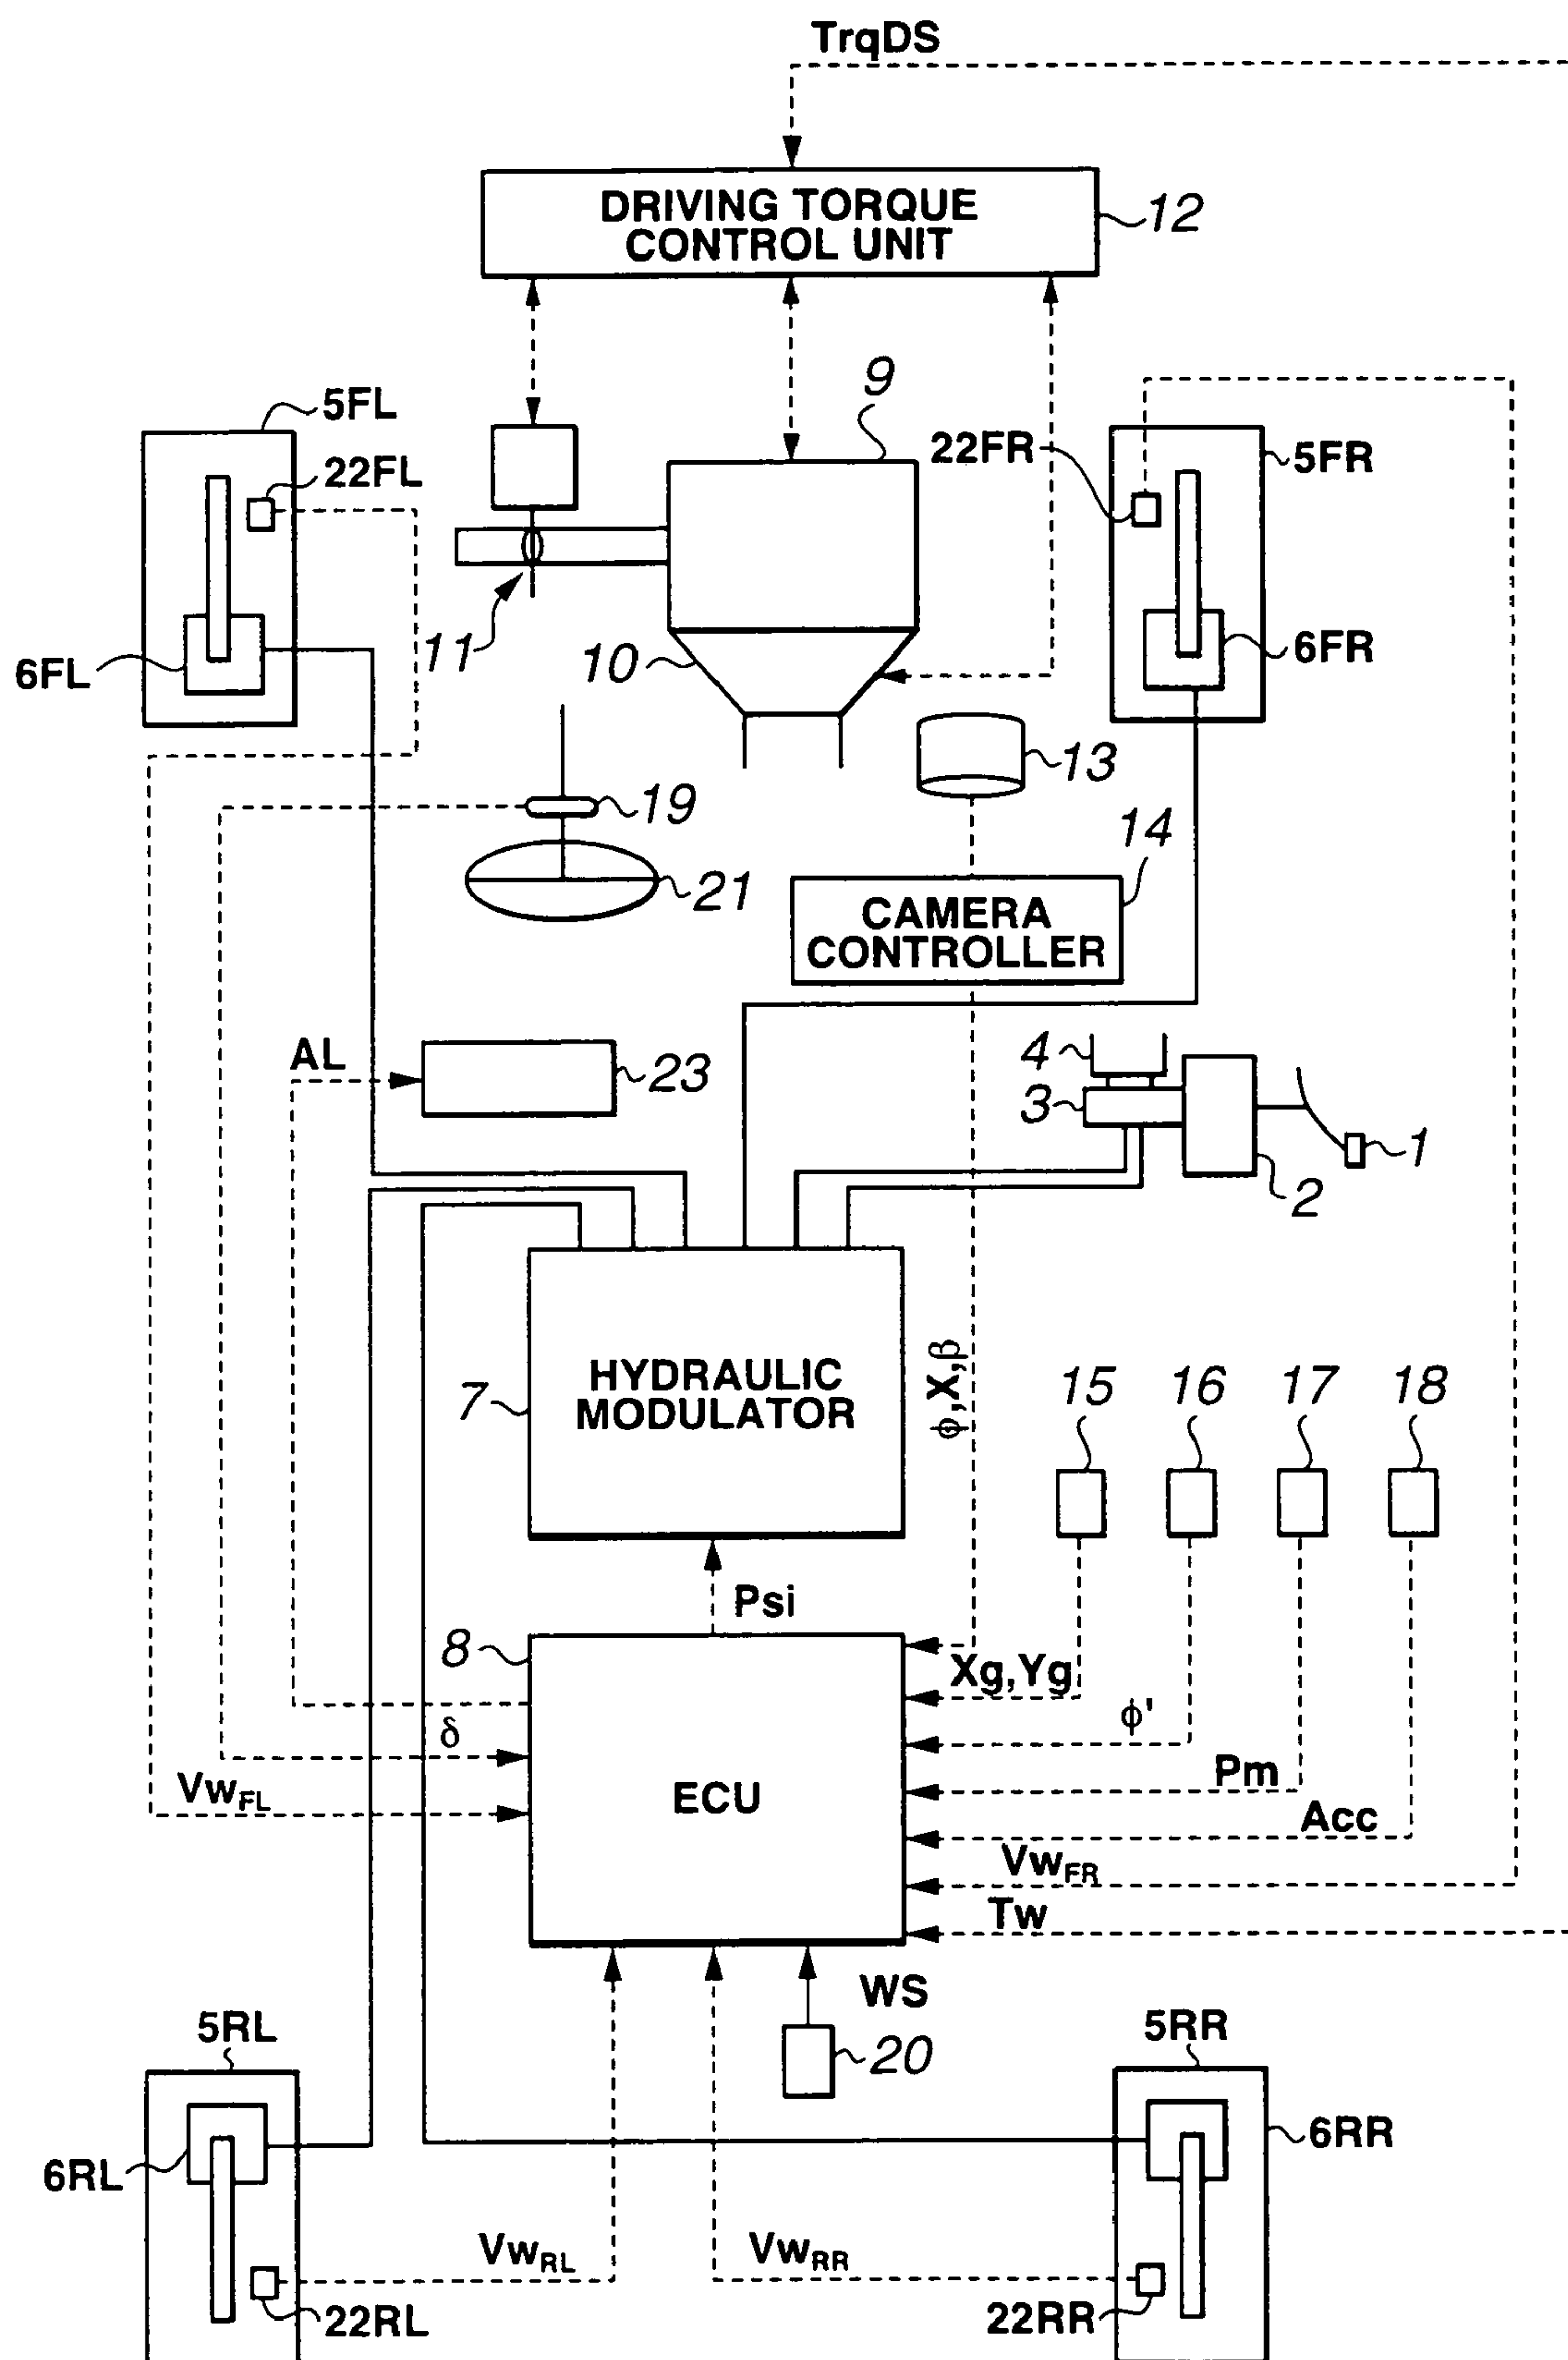 TrqDS
DRIVING TORQUE
CONTROL UNIT
12
9
5FL
22FL
22FR
5FR
11
10
6FL
6FR
13
19
14
21
CAMERA
CONTROLLER
AL
23
4
3
1
2
HYDRAULIC
MODULATOR
7
ϕ,X,β
15
16
17
18
Psi
8
Xg,Yg
ϕ'
δ
Pm
VwFL
ECU
Acc
VwFR
Tw
WS
5RL
20
5RR
6RL
6RR
VwRL
VwRR
22RL
22RR